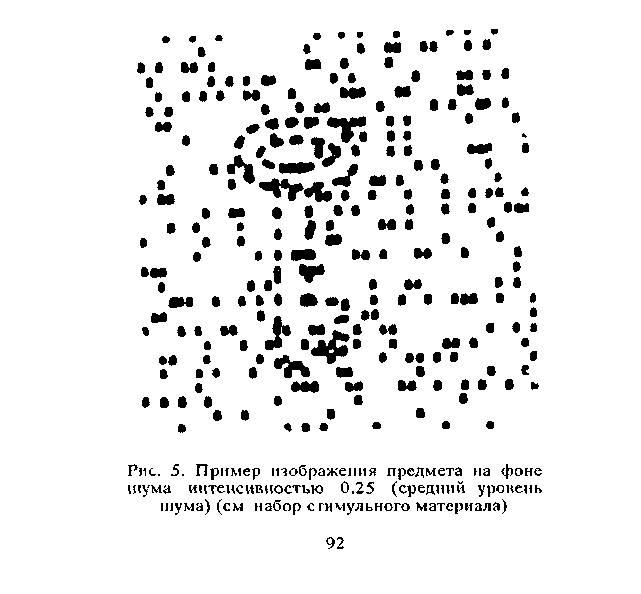 Рис. 5. Пример изображения предмета на фоне
шума интенсивностью 0.25 (средний уровень
шума) (см набор стимульного материала)
92